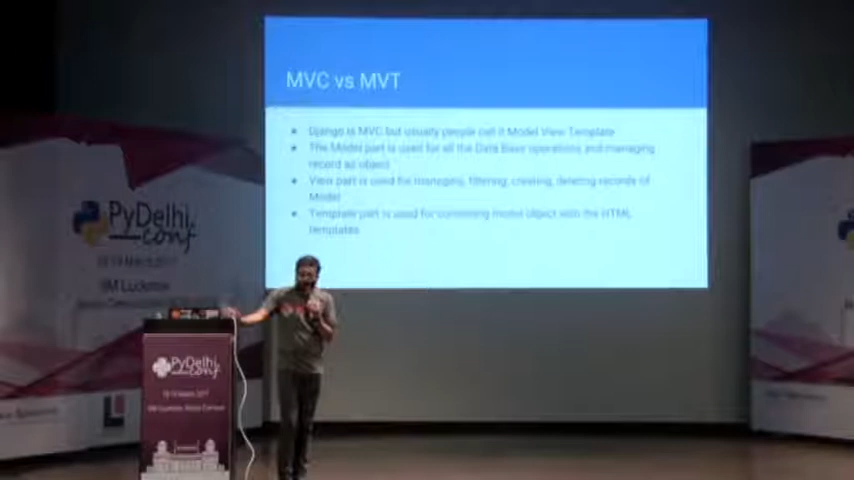 MVC vs MVT
Django is MVC but usually people call it Model View Template
The Model part is used for all the Data Base operations and managing
record as object
View part is used for managing, filtering, creating, deleting records of
Model
Template part is used for combining model object with the HTML
templates
PyDelhi
conf
IIM Lucknow
PyDelhi
conf